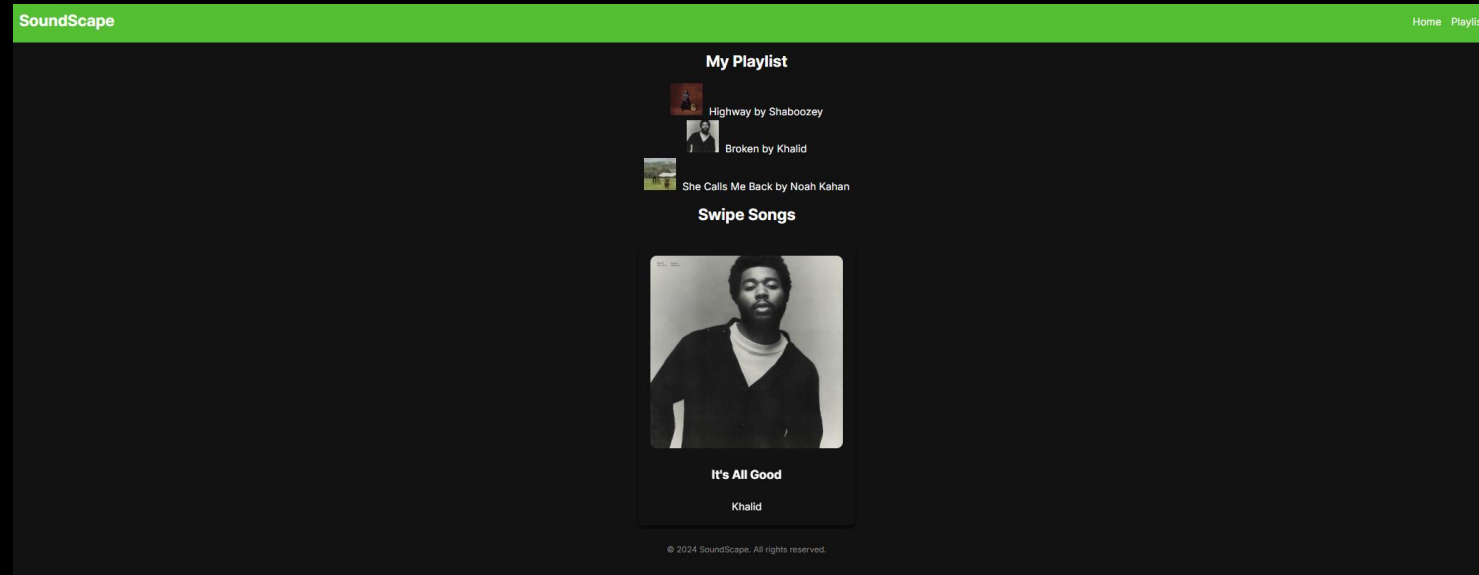 SoundScape
Home Playlis
My Playlist
Highway by Shaboozey
Broken by Khalid
She Calls Me Back by Noah Kahan
Swipe Songs
It's All Good
Khalid
© 2024 SoundScape. All rights reserved.